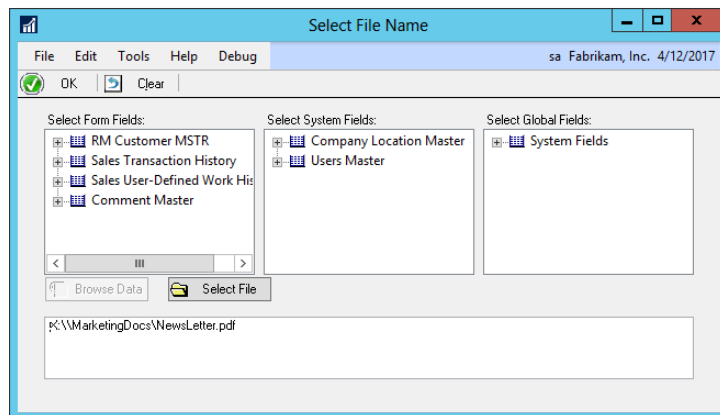 Select File Name
File Edit Tools Help Debug sa Fabrikam, Inc. 4/12/2017
OK Clear
Select Form Fields: Select System Fields: Select Global Fields:
RM Customer MSTR Company Location Master System Fields
Sales Transaction History Users Master
Sales User-Defined Work His
Comment Master
Browse Data Select File
\\MarketingDocs\NewsLetter.pdf